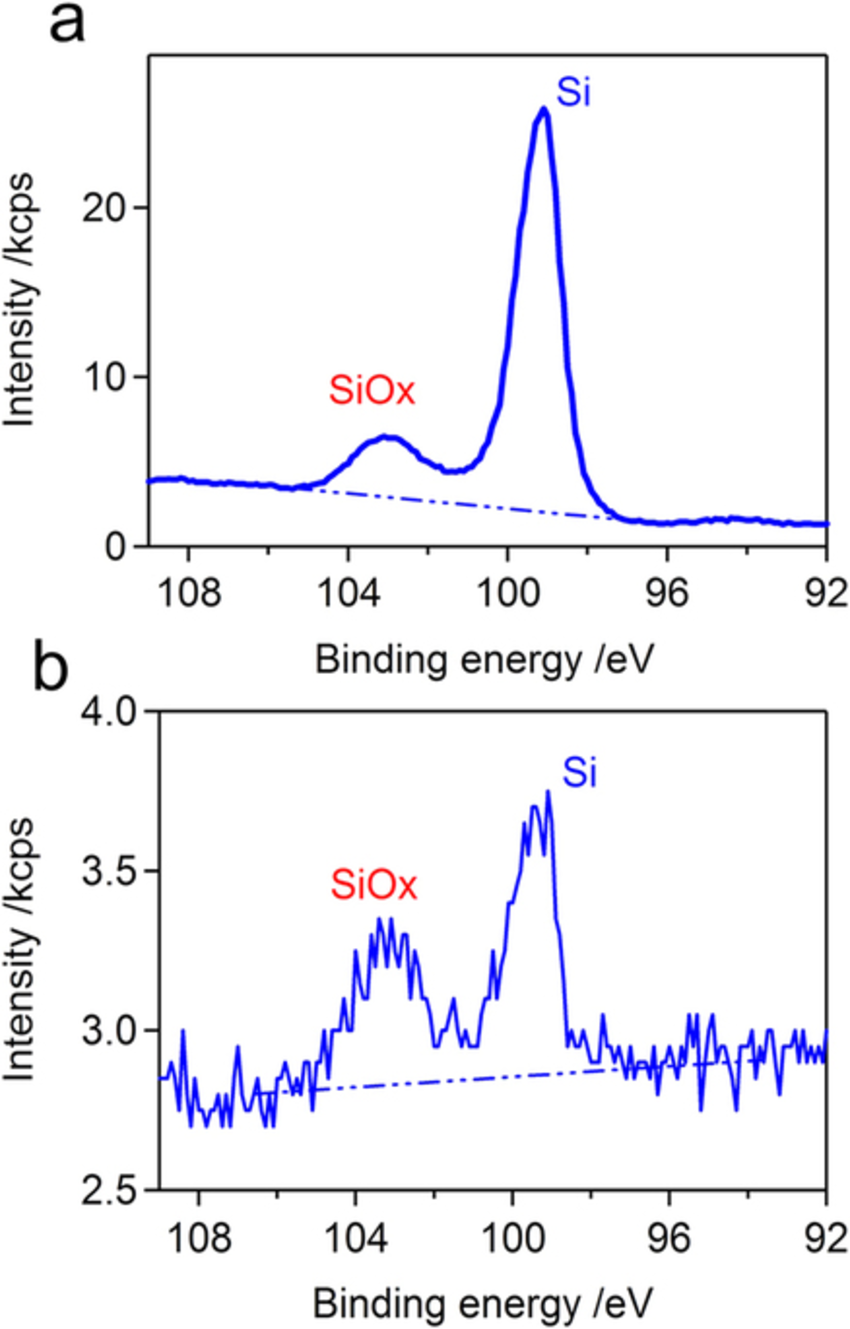 a
Si
20
SiOx
10
0
Intensity /kcps
108 104 100 96 92
Binding energy /eV
b
4.0
Si
3.5
SiOx
3.0
2.5
Intensity /kcps
108 104 100 96 92
Binding energy /eV